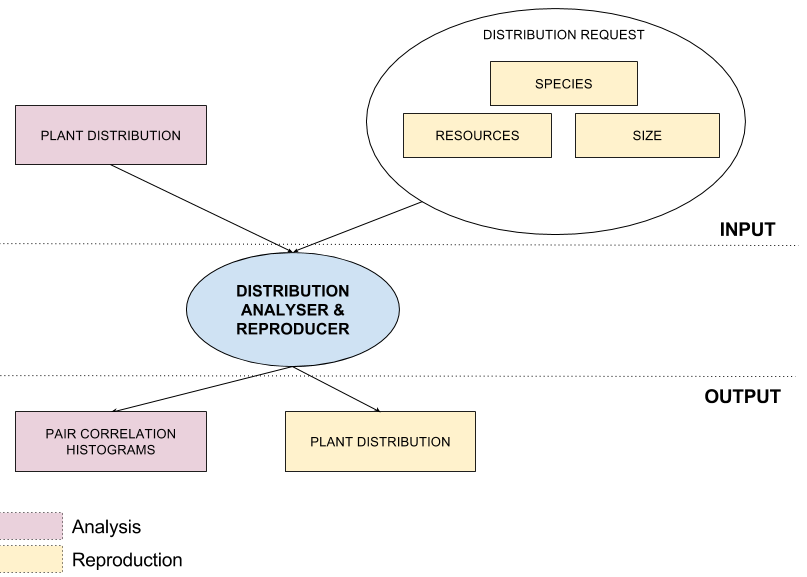 DISTRIBUTION REQUEST
SPECIES
PLANT DISTRIBUTION
RESOURCES
SIZE
INPUT
DISTRIBUTION
ANALYSER &
REPRODUCER
OUTPUT
PAIR CORRELATION
HISTOGRAMS
PLANT DISTRIBUTION
Analysis
Reproduction